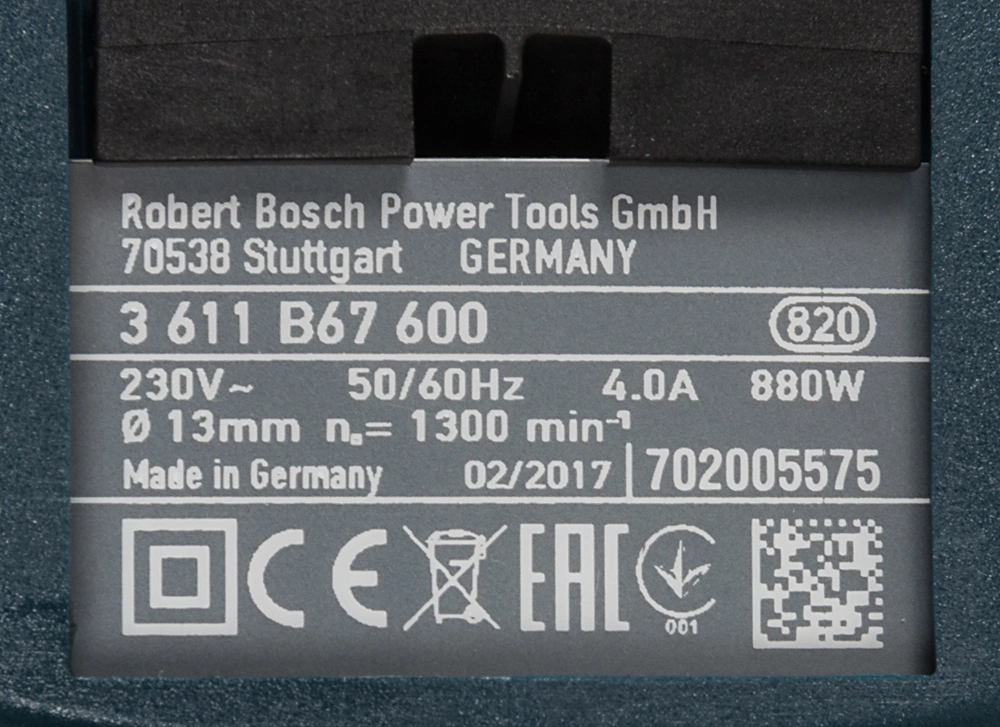 Robert Bosch Power Tools GmbH
70538 Stuttgart GERMANY
3 611 B67 600 820
230V~ 50/60Hz 4.0A 880W
Ø 13mm n₀= 1300 min⁻¹
Made in Germany 02/2017 702005575
CE EAC
001